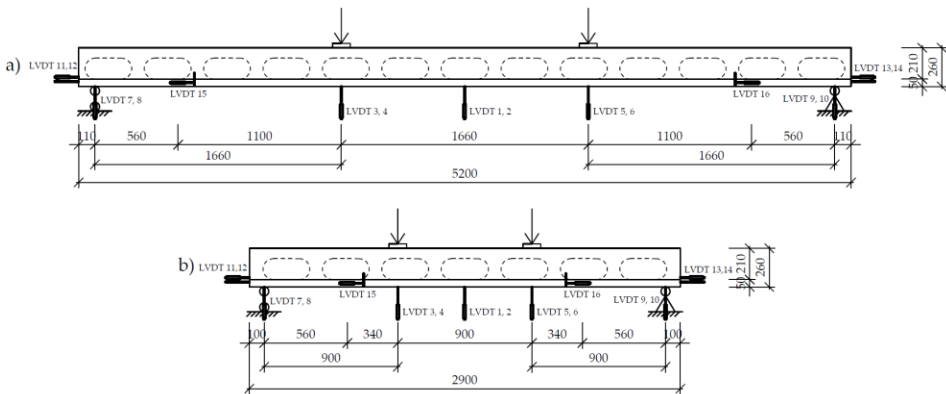 a)
LVDT 11,12
LVDT 13,14
LVDT 7, 8
LVDT 15
LVDT 3, 4
LVDT 1, 2
LVDT 5, 6
LVDT 16
LVDT 9, 10
50 210
260
110 560 1100 1660 1100 560 110
1660 1660
5200
b)
LVDT 11,12
LVDT 13,14
LVDT 7, 8
LVDT 15
LVDT 3, 4
LVDT 1, 2
LVDT 5, 6
LVDT 16
LVDT 9, 10
50 210
260
100 560 340 900 340 560 100
900 900
2900